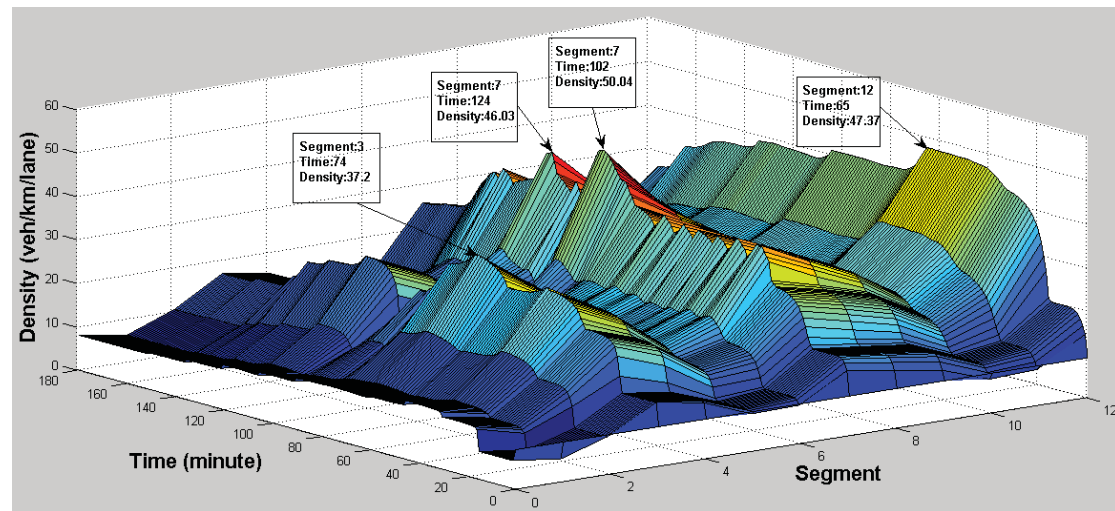 Segment:7
Time:102
Density:50.04
Segment:7
Time:124
Density:46.03
Segment:12
Time:65
Density:47.37
Segment:3
Time:74
Density:37.2
60
50
40
30
20
10
0
Density (veh/km/lane)
180
160
140
120
100
80
60
40
20
0
Time (minute)
0
2
4
6
8
10
12
Segment